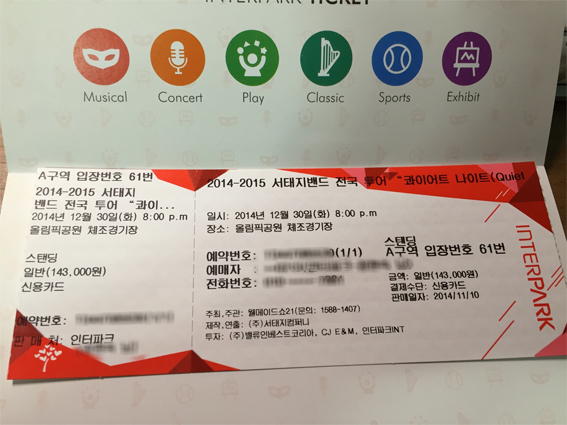 INTERPARK TICKET
Musical Concert Play Classic Sports Exhibit
A구역 입장번호 61번
2014-2015 서태지
밴드 전국 투어 “콰이...
2014년 12월 30일(화) 8:00 p.m
올림픽공원 체조경기장
스탠딩
일반(143,000원)
신용카드
예약번호:
판 매 처: 인터파크
2014-2015 서태지밴드 전국 투어 “콰이어트 나이트(Quiet
일시: 2014년 12월 30일(화) 8:00 p.m
장소: 올림픽공원 체조경기장
예약번호: (1/1)
예매자 :
전화번호:
스탠딩
A구역 입장번호 61번
금액: 일반(143,000원)
결제수단: 신용카드
판매일: 2014/11/10
주최,주관: 웰메이드쇼21(문의: 1588-1407)
제작,연출: (주)서태지컴퍼니
투자: (주)밸류인베스트코리아, CJ E&M, 인터파크INT
INTERPARK